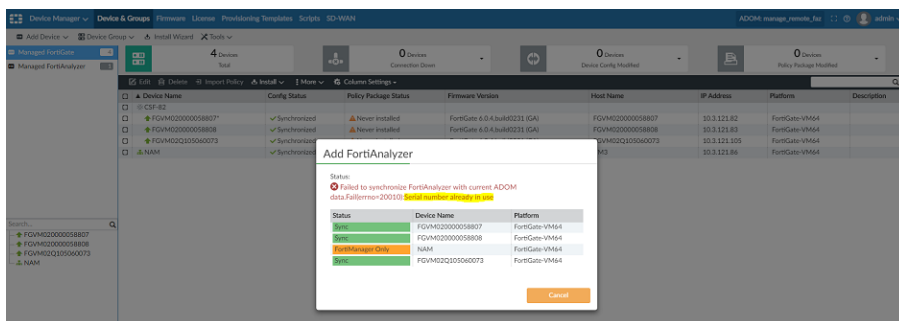 Device Manager Device & Groups Firmware License Provisioning Templates Scripts SD-WAN ADOM: manage_remote_faz admin
Add Device Device Group Install Wizard Tools
Managed FortiGate
Managed FortiAnalyzer
4 Devices
Total
0 Devices
Connection Down
0 Devices
Device Config Modified
0 Devices
Policy Package Modified
Edit Delete Import Policy Install More Column Settings
Device Name Config Status Policy Package Status Firmware Version Host Name IP Address Platform Description
CSF-82
FGVM020000058807* Synchronized Never installed FortiGate 6.0.4,build0231 (GA) FGVM020000058807 10.3.121.82 FortiGate-VM64
FGVM020000058808 Synchronized Never installed FortiGate 6.0.4,build0231 (GA) FGVM020000058808 10.3.121.83 FortiGate-VM64
FGVM02Q105060073 Synchronized Never installed GVM02Q105060073 10.3.121.105 FortiGate-VM64
NAM Synchronized 10.3.121.86 FortiGate-VM64
Add FortiAnalyzer
Status:
Failed to synchronize FortiAnalyzer with current ADOM
data.Fail(errno=20010):Serial number already in use
Status Device Name Platform
Sync FGVM020000058807 FortiGate-VM64
Sync FGVM020000058808 FortiGate-VM64
FortiManager Only NAM FortiGate-VM64
Sync FGVM02Q105060073 FortiGate-VM64
Cancel
Search...
FGVM020000058807
FGVM020000058808
FGVM02Q105060073
NAM